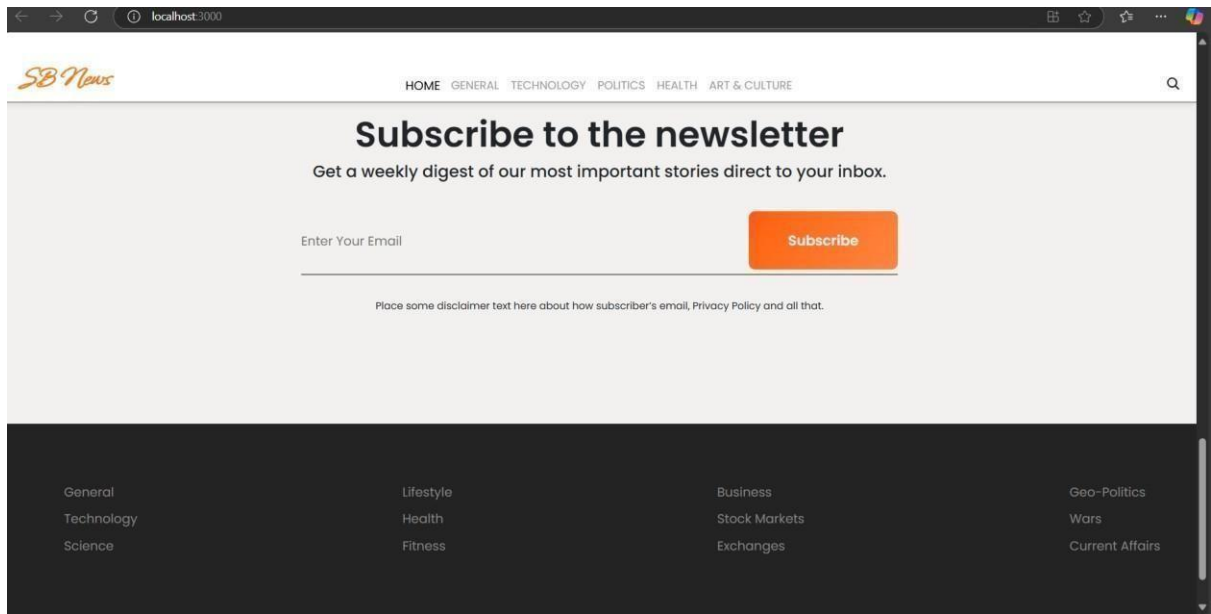 localhost:3000
SB News
HOME GENERAL TECHNOLOGY POLITICS HEALTH ART & CULTURE
Subscribe to the newsletter
Get a weekly digest of our most important stories direct to your inbox.
Enter Your Email
Subscribe
Place some disclaimer text here about how subscriber's email, Privacy Policy and all that.
General Lifestyle Business Geo-Politics
Technology Health Stock Markets Wars
Science Fitness Exchanges Current Affairs